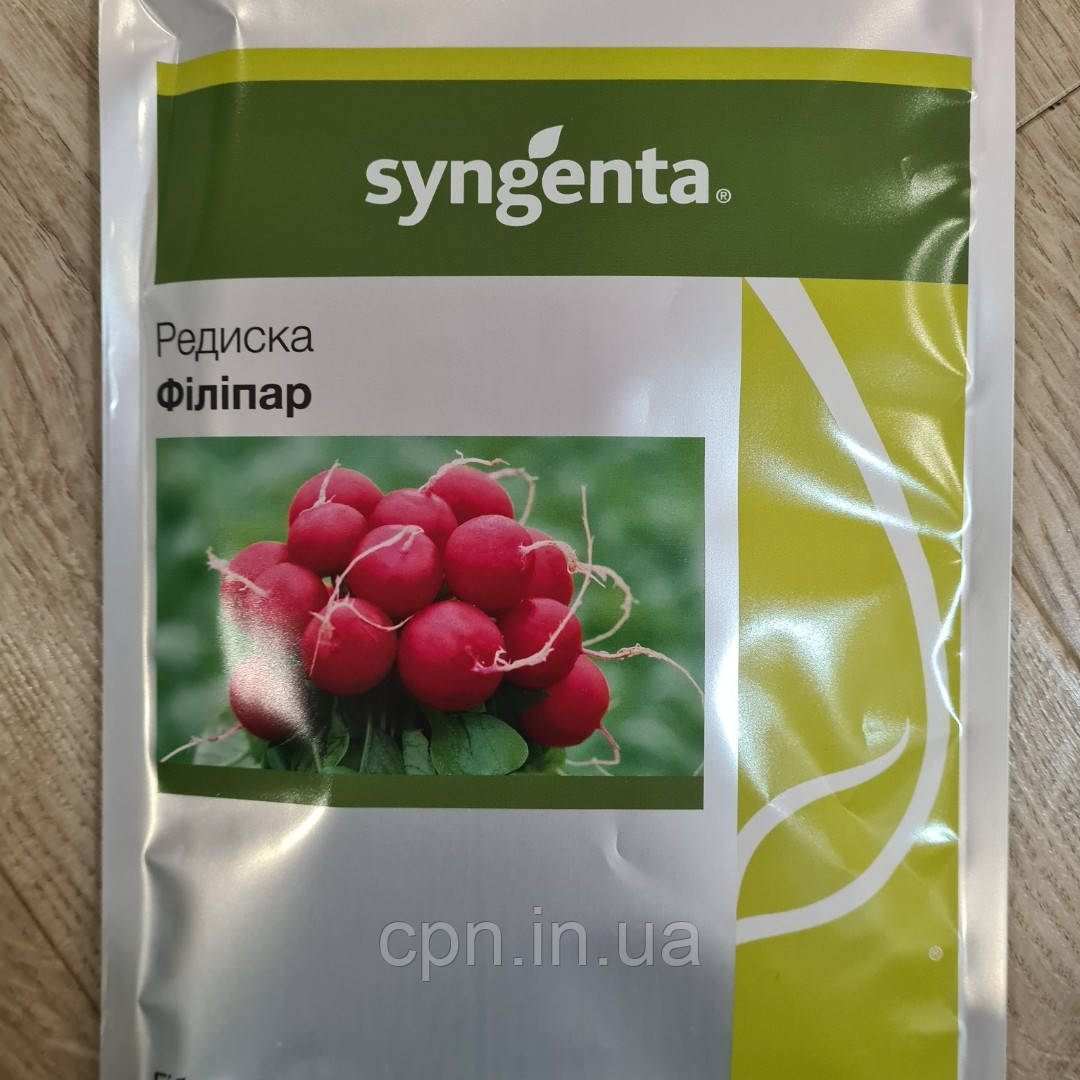 syngenta®
Редиска
Філіпар
cpn.in.ua
®